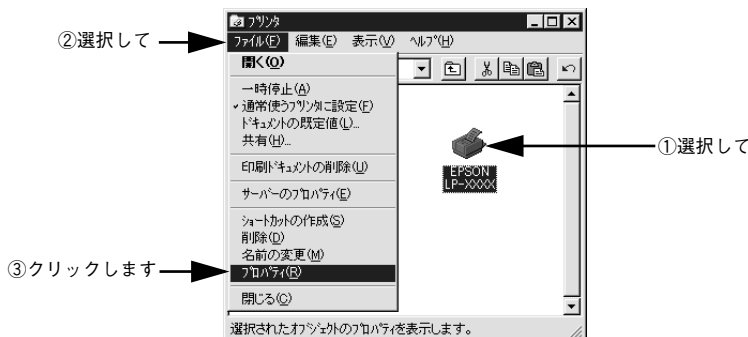 プリンタ
ファイル(F) 編集(E) 表示(V) ヘルプ(H)
②選択して
開く(O)
一時停止(A)
通常使うプリンタに設定(F)
ドキュメントの既定値(L)...
共有(H)...
印刷ドキュメントの削除(U)
サーバーのプロパティ(E)
ショートカットの作成(S)
削除(D)
名前の変更(M)
プロパティ(R)
閉じる(C)
①選択して
EPSON
LP-XXXX
③クリックします
選択されたオブジェクトのプロパティを表示します。